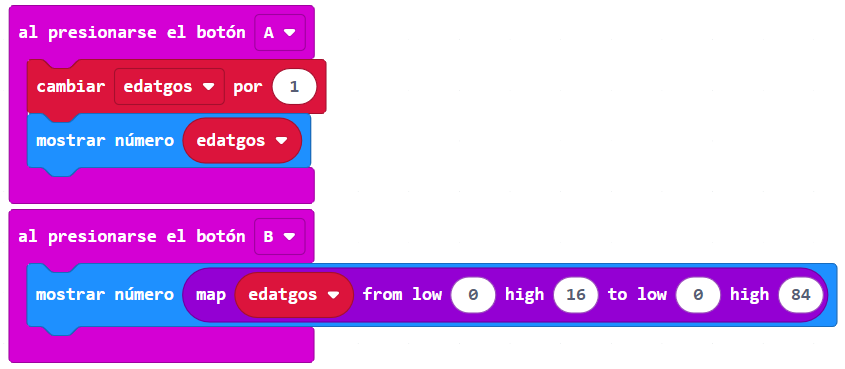 al presionarse el botón A
cambiar edatgos por 1
mostrar número edatgos
al presionarse el botón B
mostrar número map edatgos from low 0 high 16 to low 0 high 84